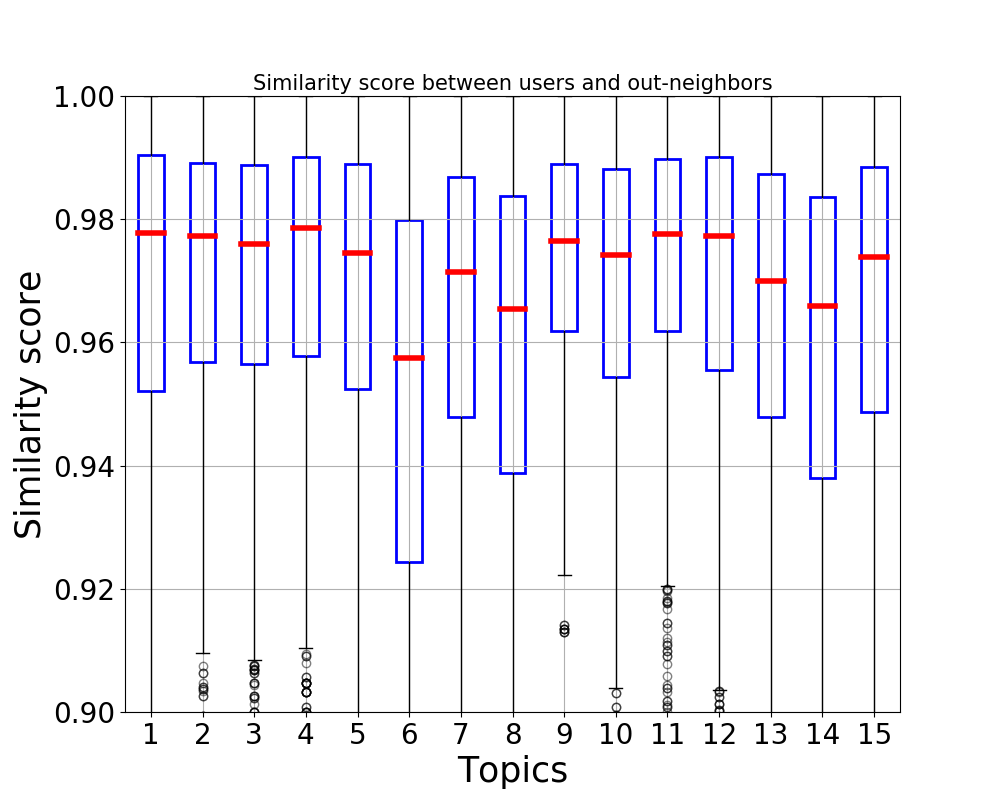 Similarity score between users and out-neighbors
1.00
0.98
0.96
0.94
0.92
0.90
Similarity score
1 2 3 4 5 6 7 8 9 10 11 12 13 14 15
Topics